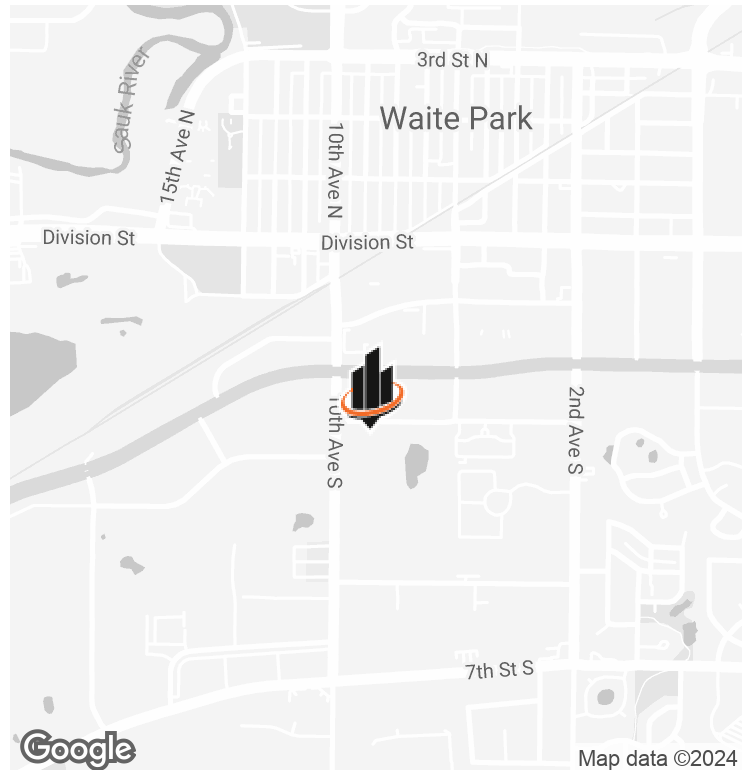 3rd St N
Sauk River
Waite Park
15th Ave N
10th Ave N
Division St
Division St
10th Ave S
2nd Ave S
7th St S
Google
Map data ©2024